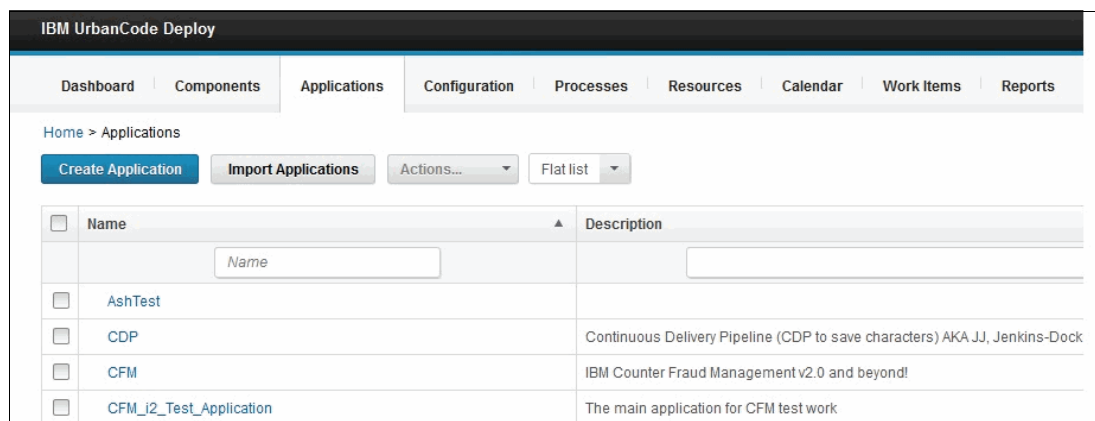 IBM UrbanCode Deploy
Dashboard Components Applications Configuration Processes Resources Calendar Work Items Reports
Home > Applications
Create Application Import Applications Actions... Flat list
Name Description
Name
AshTest
CDP Continuous Delivery Pipeline (CDP to save characters) AKA JJ, Jenkins-Dock
CFM IBM Counter Fraud Management v2.0 and beyond!
CFM_i2_Test_Application The main application for CFM test work